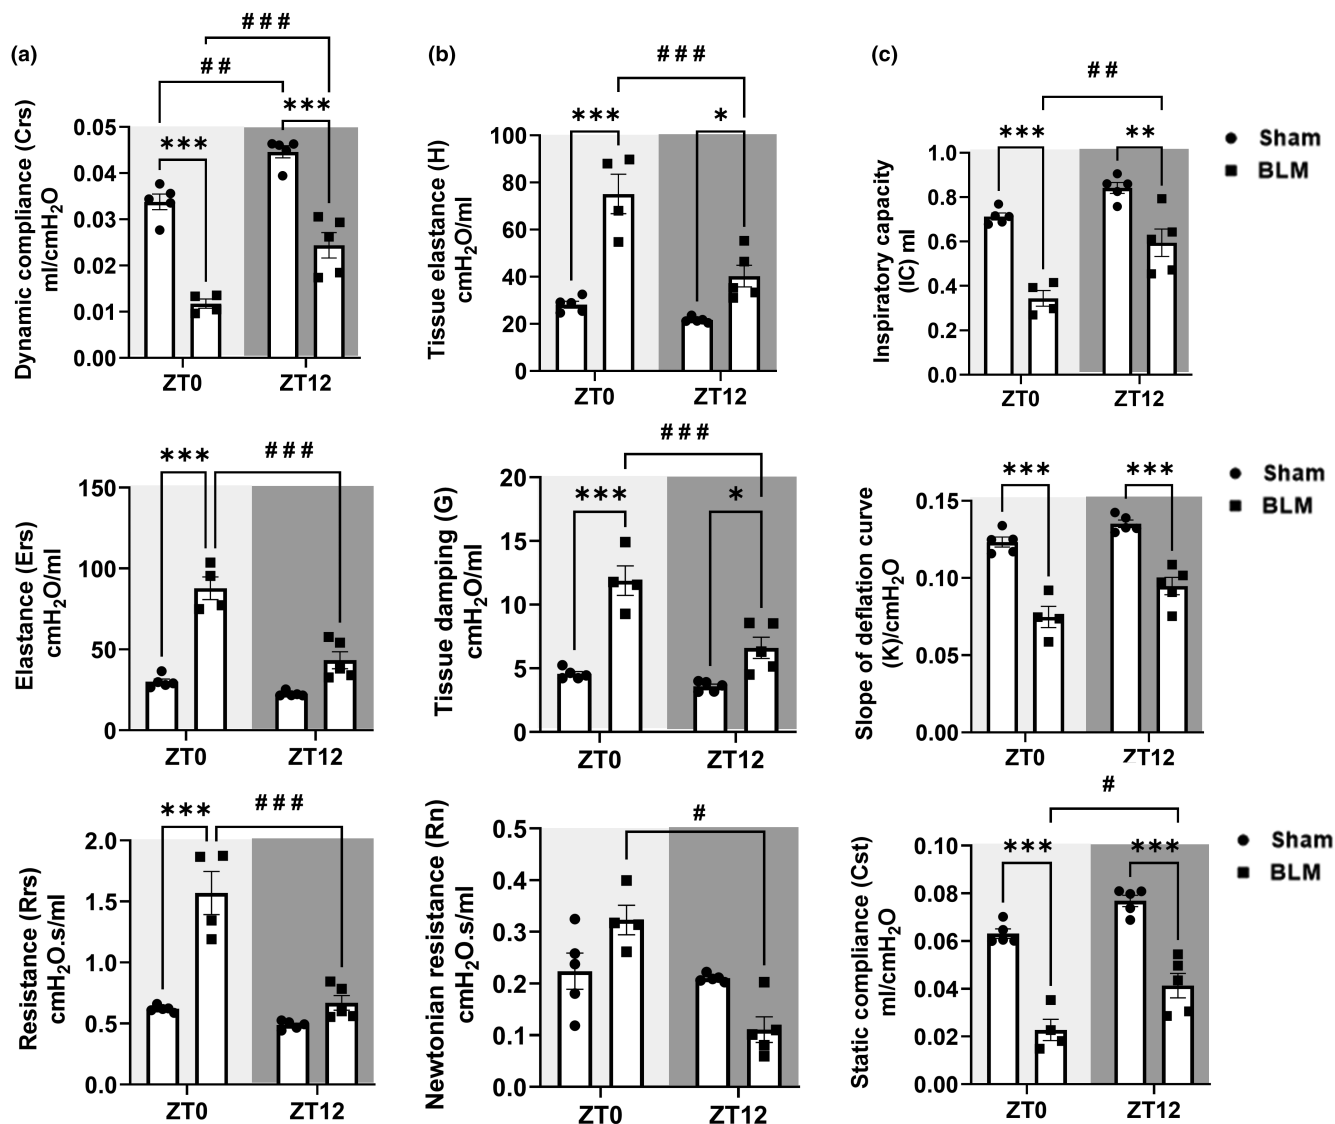 (a)
# # #
# #
* * *
* * *
Dynamic compliance (Crs)
ml/cmH2O
0.05
0.04
0.03
0.02
0.01
0.00
ZT0
ZT12
(b)
# # #
* * *
*
Tissue elastance (H)
cmH2O/ml
100
80
60
40
20
0
ZT0
ZT12
(c)
# #
* * *
* *
Inspiratory capacity
(IC) ml
1.0
0.8
0.6
0.4
0.2
0.0
ZT0
ZT12
Sham
BLM
* * *
# # #
Elastance (Ers)
cmH2O/ml
150
100
50
0
ZT0
ZT12
# # #
* * *
*
Tissue damping (G)
cmH2O/ml
20
15
10
5
0
ZT0
ZT12
* * *
* * *
Slope of deflation curve
(K)/cmH2O
0.15
0.10
0.05
0.00
ZT0
ZT12
Sham
BLM
* * *
# # #
Resistance (Rrs)
cmH2O.s/ml
2.0
1.5
1.0
0.5
0.0
ZT0
ZT12
#
Newtonian resistance (Rn)
cmH2O.s/ml
0.5
0.4
0.3
0.2
0.1
0.0
ZT0
ZT12
#
* * *
* * *
Static compliance (Cst)
ml/cmH2O
0.10
0.08
0.06
0.04
0.02
0.00
ZT0
ZT12
Sham
BLM